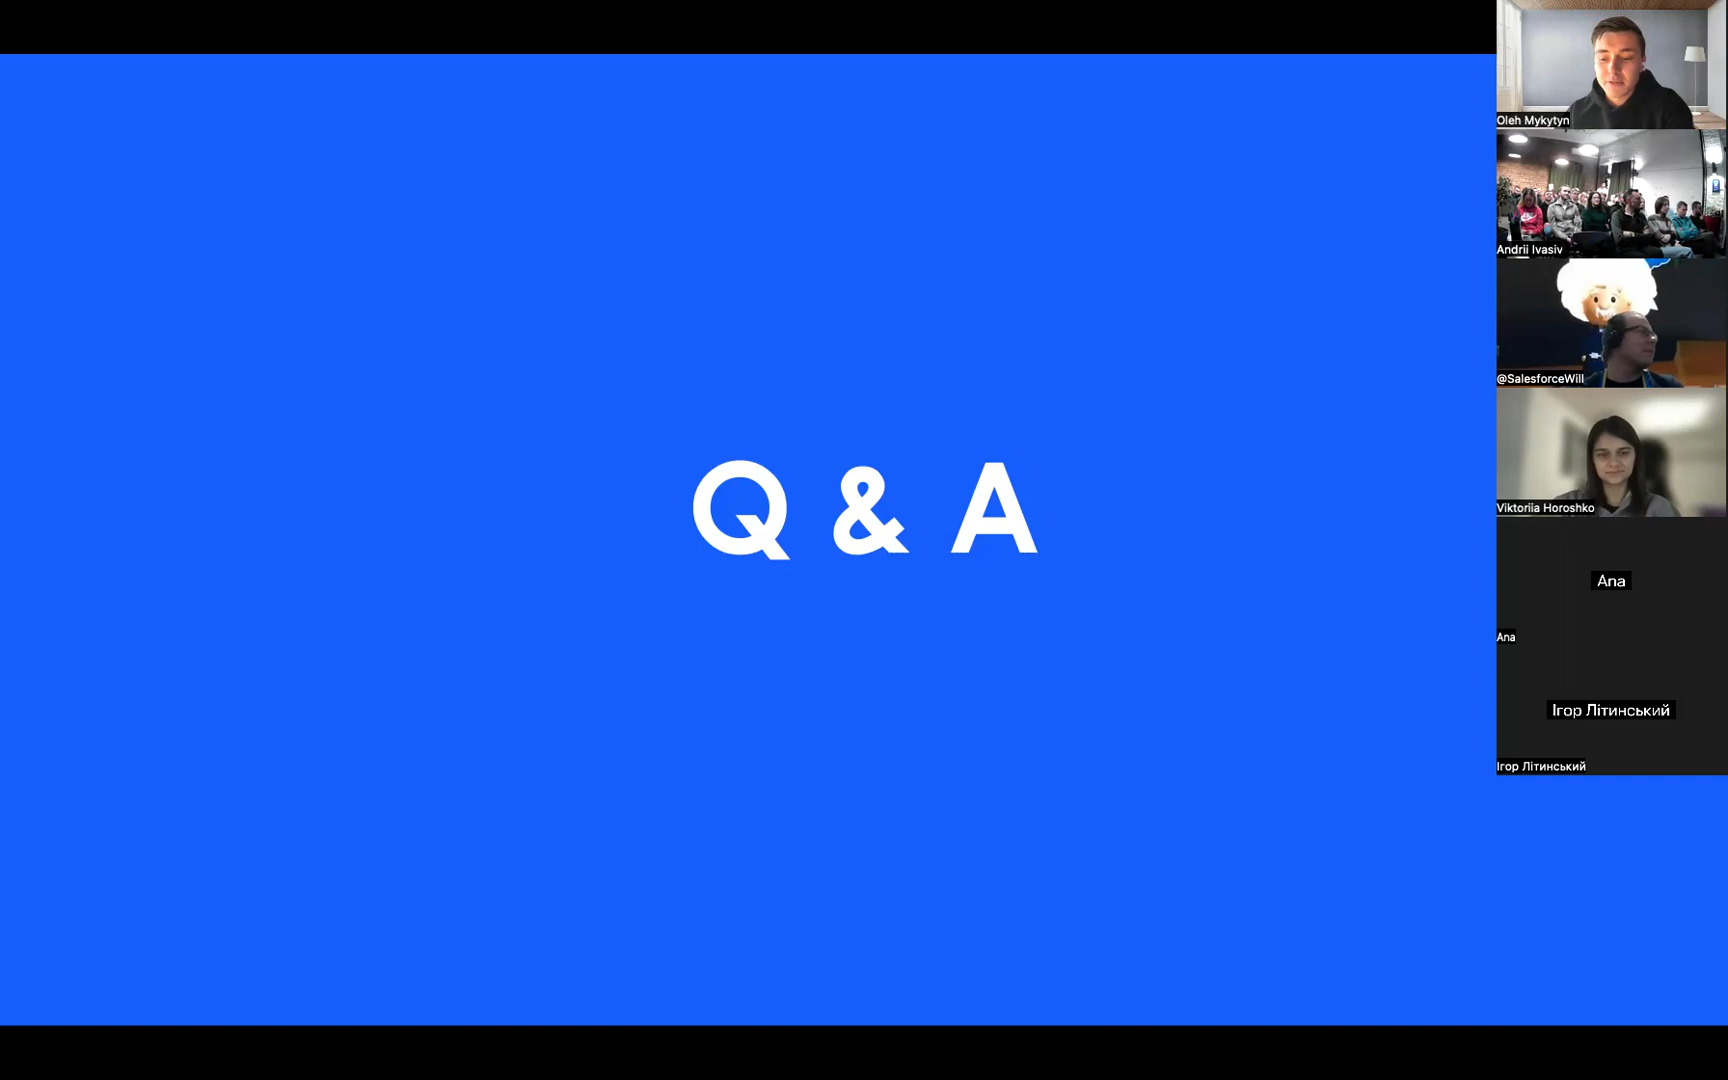 Q & A
Oleh Mykytyn
Andrii Ivasiv
@SalesforceWill
Viktoriia Horoshko
Ana
Ana
Ігор Літинський
Ігор Літинський